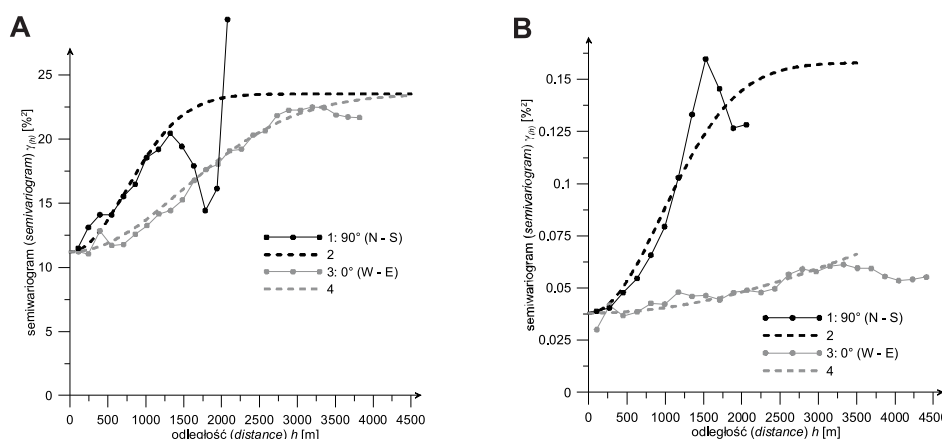 A
semiwariogram (semivariogram) γ(h) [%²]
25
20
15
10
5
0
0 500 1000 1500 2000 2500 3000 3500 4000 4500
odległość (distance) h [m]
1: 90° (N - S)
2
3: 0° (W - E)
4
B
semiwariogram (semivariogram) γ(h) [%²]
0.15
0.125
0.1
0.075
0.05
0.025
0
0 500 1000 1500 2000 2500 3000 3500 4000 450
odległość (distance) h [m]
1: 90° (N - S)
2
3: 0° (W - E)
4